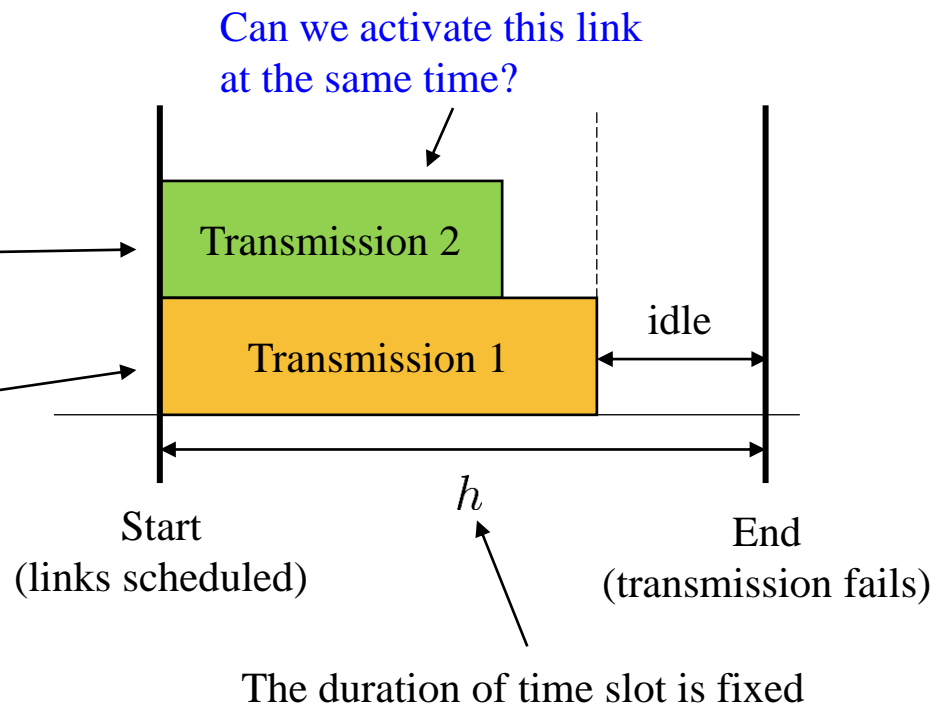 Can we activate this link
at the same time?
Transmission 2
idle
Transmission 1
h
Start
(links scheduled)
End
(transmission fails)
The duration of time slot is fixed